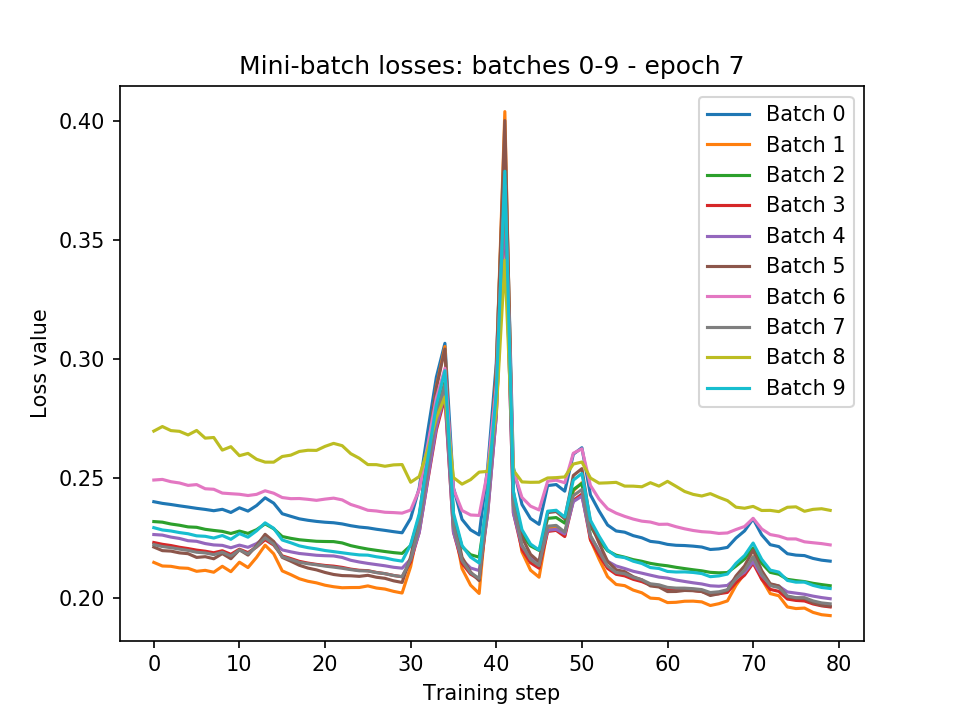 Mini-batch losses: batches 0-9 - epoch 7
Loss value
0.40
0.35
0.30
0.25
0.20
Batch 0
Batch 1
Batch 2
Batch 3
Batch 4
Batch 5
Batch 6
Batch 7
Batch 8
Batch 9
0 10 20 30 40 50 60 70 80
Training step